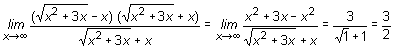 lim x→∞ (√(x² + 3x) − x) (√(x² + 3x) + x) / (√(x² + 3x) + x) = lim x→∞ (x² + 3x − x²) / (√(x² + 3x) + x) = 3 / (√1 + 1) = 3/2